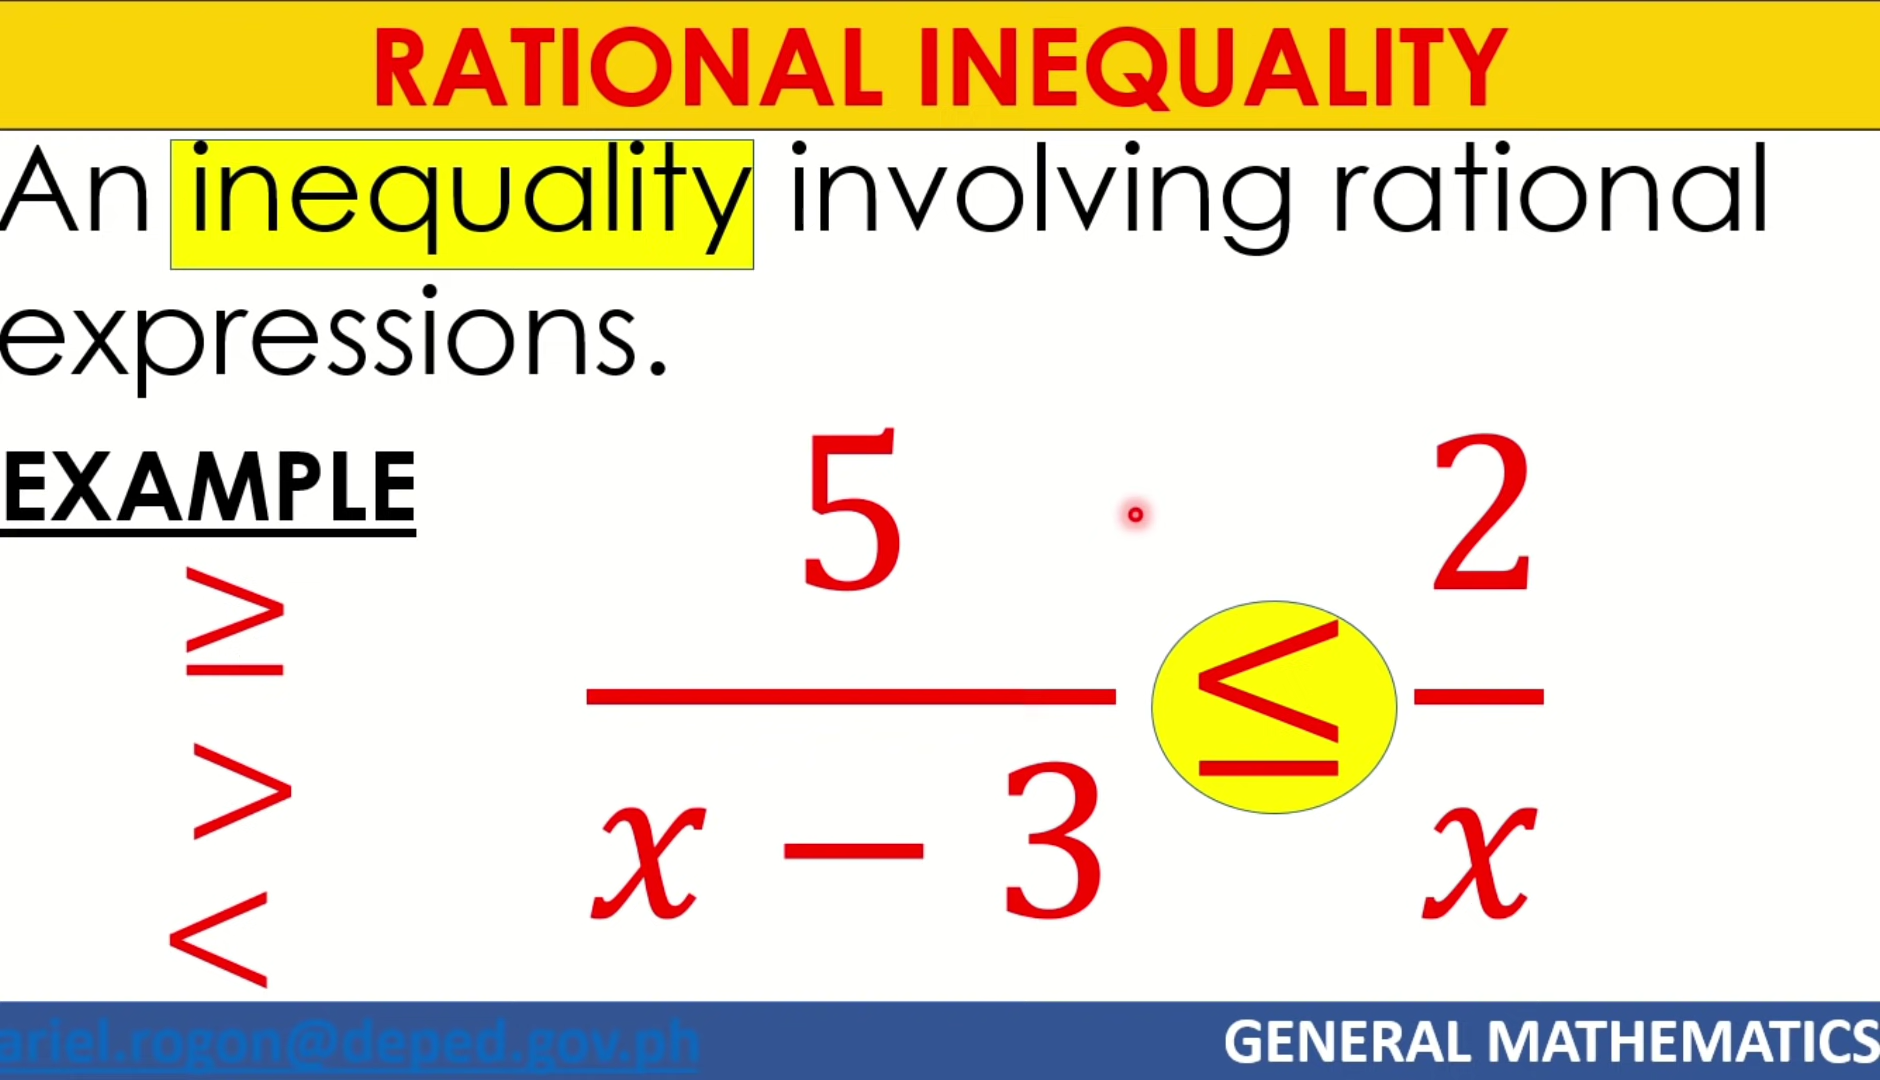 RATIONAL INEQUALITY
An inequality involving rational
expressions.
EXAMPLE
≥
>
<
5/(x − 3) ≤ 2/x
ariel.rogon@deped.gov.ph
GENERAL MATHEMATICS